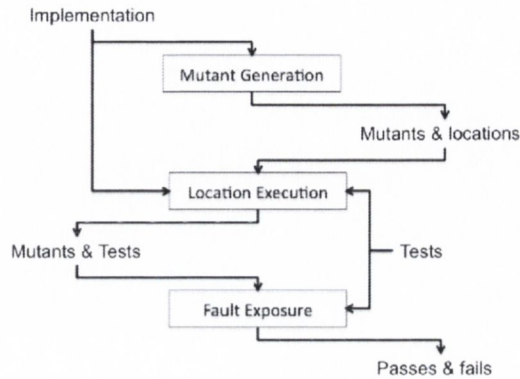 Implementation
Mutant Generation
Mutants & locations
Location Execution
Mutants & Tests
Tests
Fault Exposure
Passes & fails